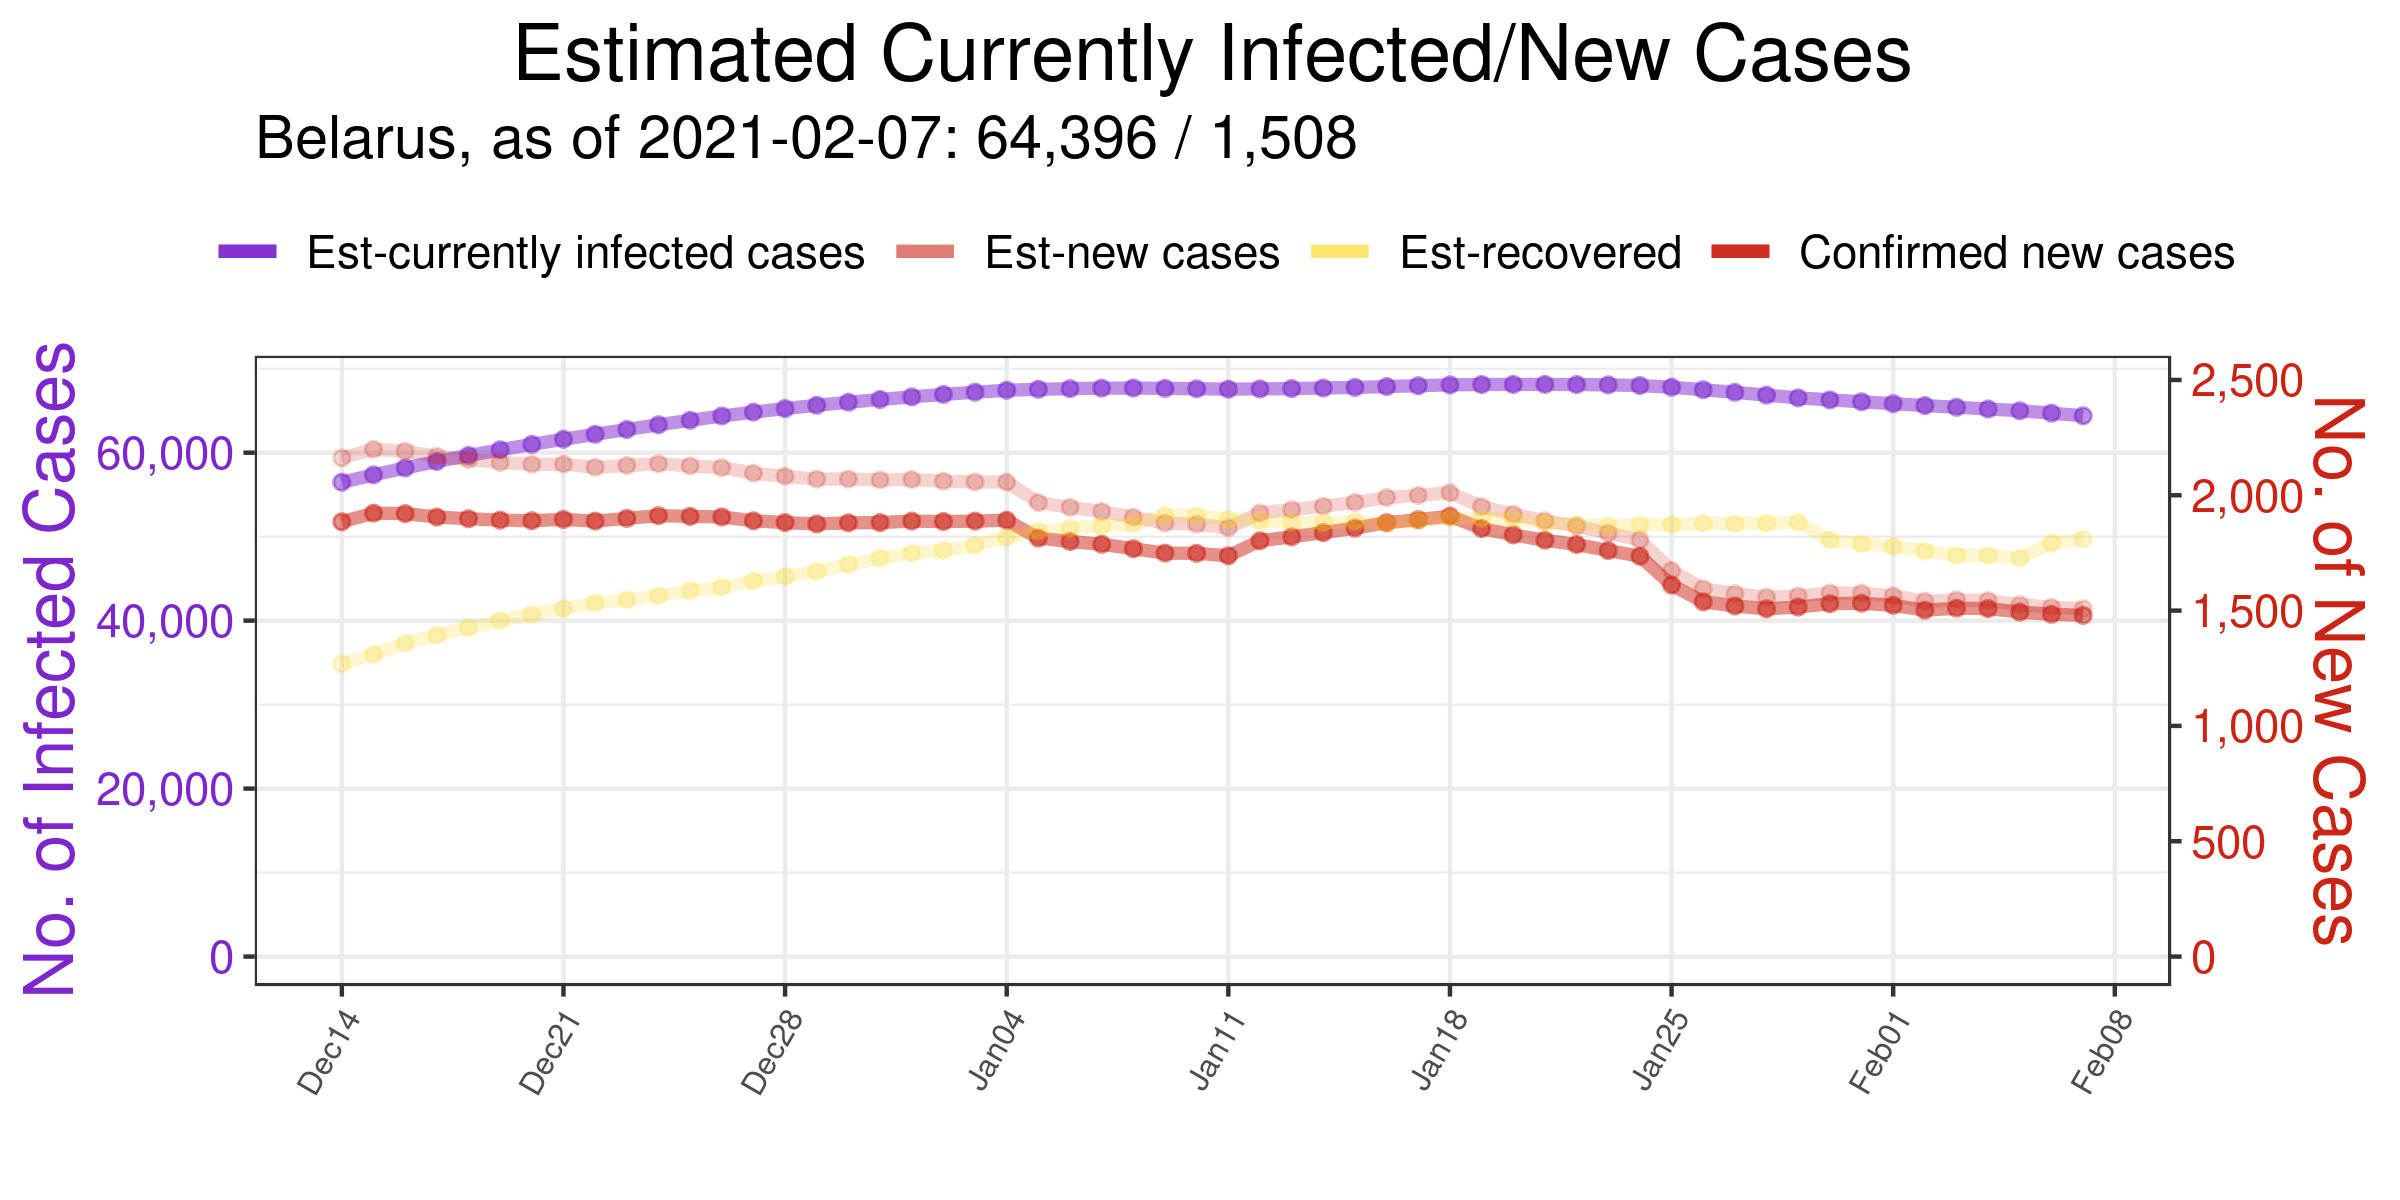 Estimated Currently Infected/New Cases
Belarus, as of 2021-02-07: 64,396 / 1,508
Est-currently infected cases Est-new cases Est-recovered Confirmed new cases
No. of Infected Cases
60,000
40,000
20,000
0
2,500
2,000
1,500
1,000
500
0
No. of New Cases
Dec14 Dec21 Dec28 Jan04 Jan11 Jan18 Jan25 Feb01 Feb08